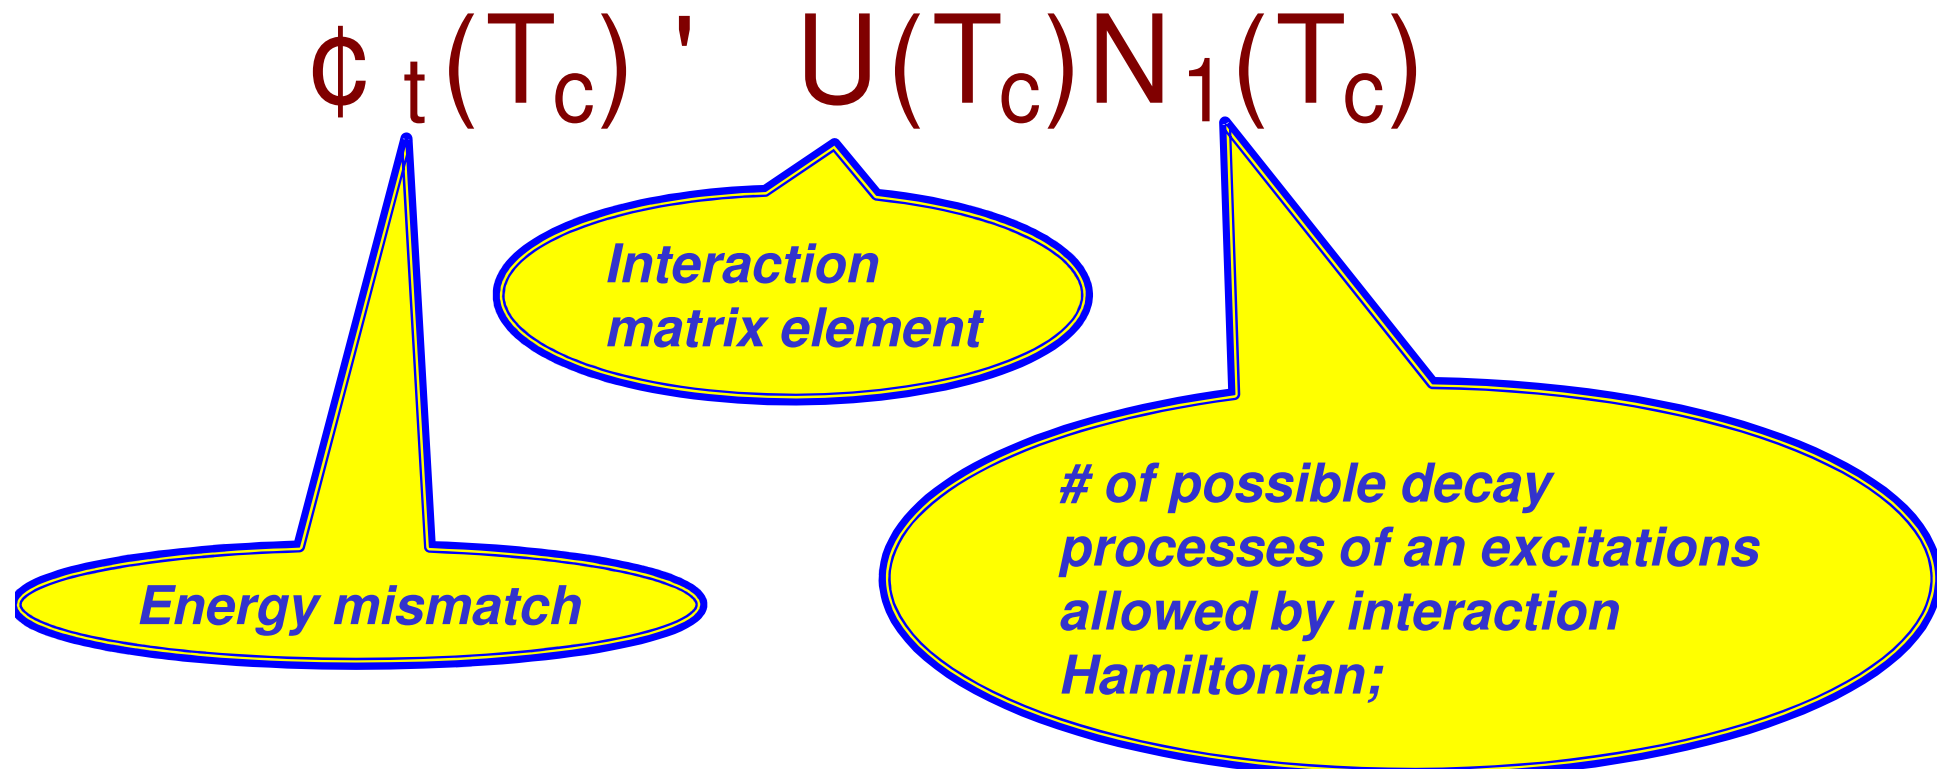 ¢ t(Tc) ' U(Tc)N1(Tc)
Interaction
matrix element
# of possible decay
processes of an excitations
allowed by interaction
Hamiltonian;
Energy mismatch